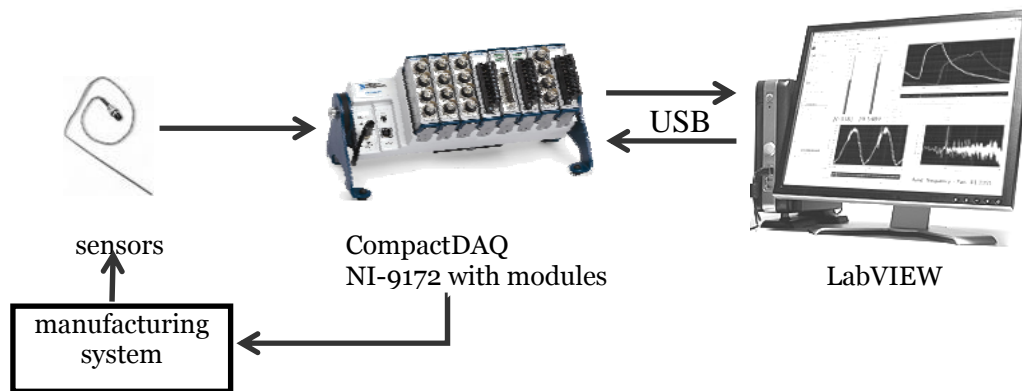 USB
sensors
CompactDAQ
NI-9172 with modules
LabVIEW
manufacturing
system